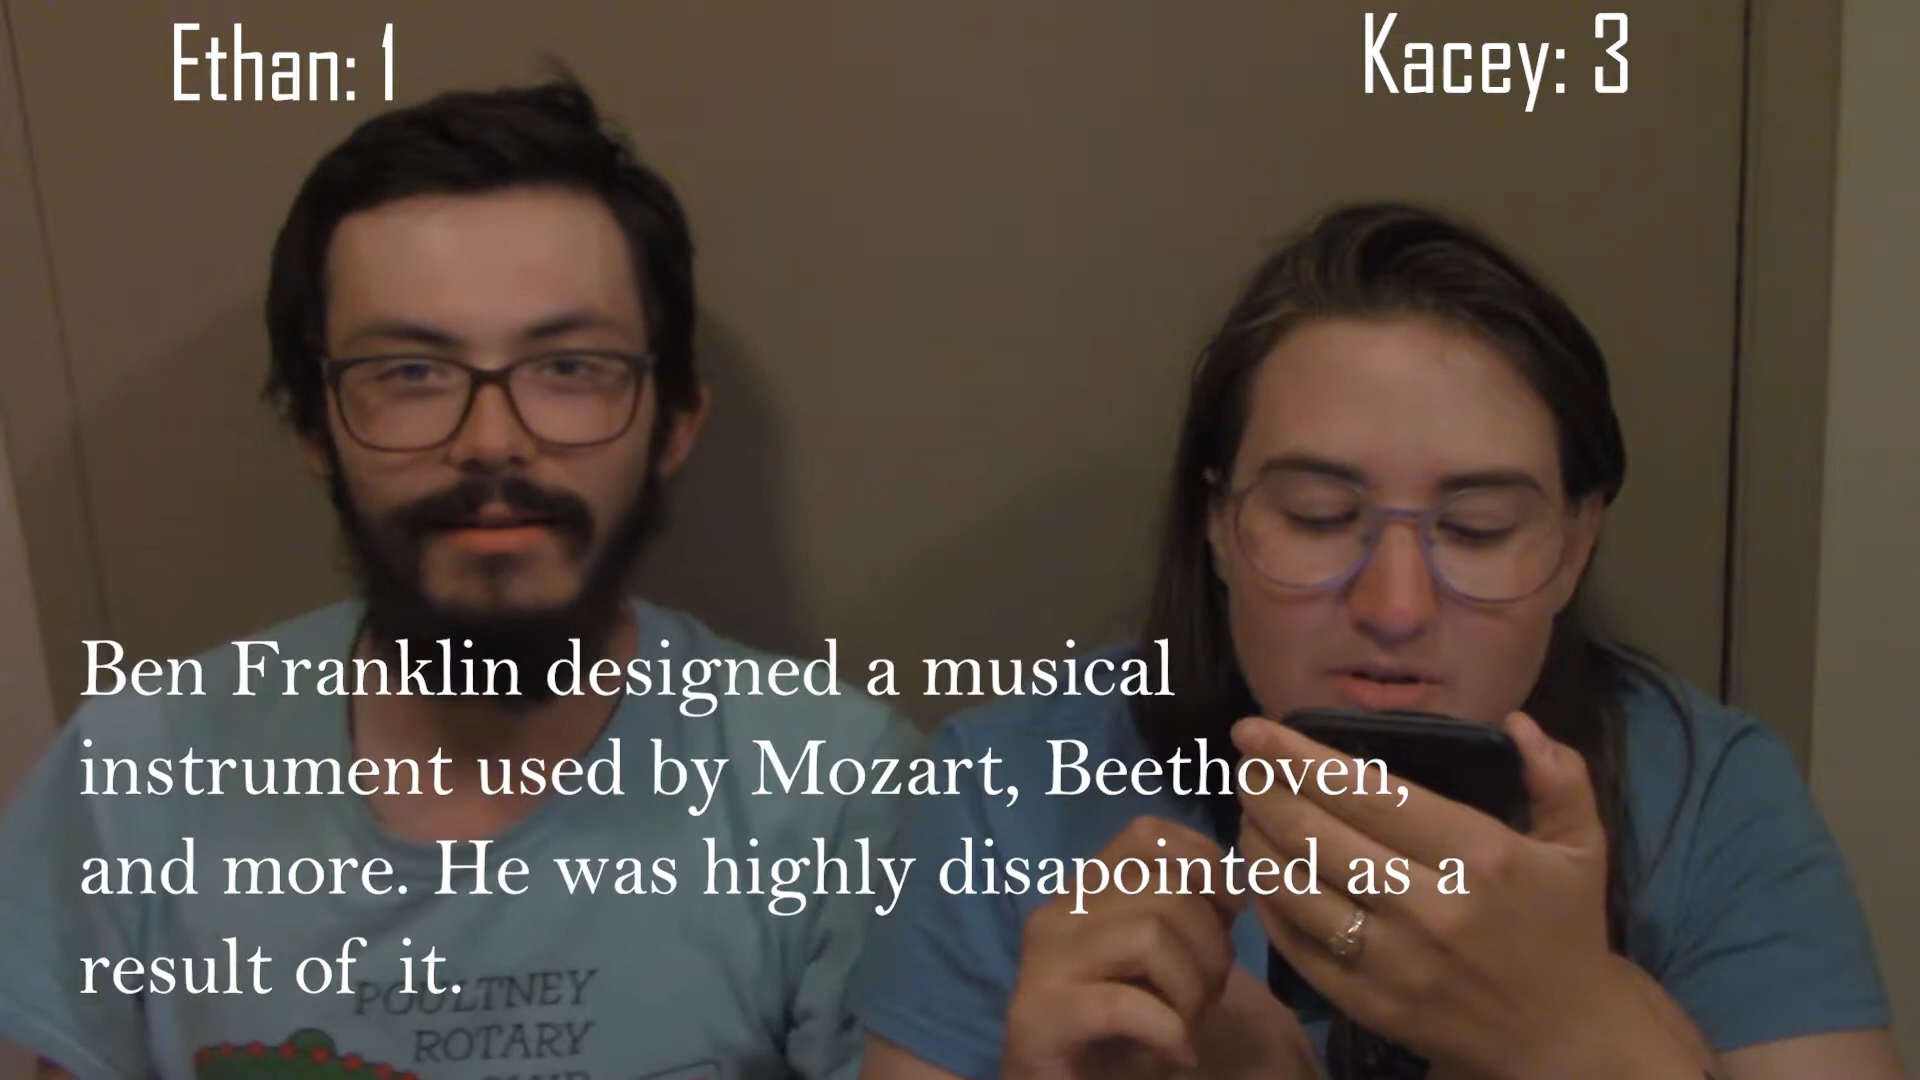 Ethan: 1
Kacey: 3
Ben Franklin designed a musical
instrument used by Mozart, Beethoven,
and more. He was highly disapointed as a
result of it.
POULTNEY
ROTARY